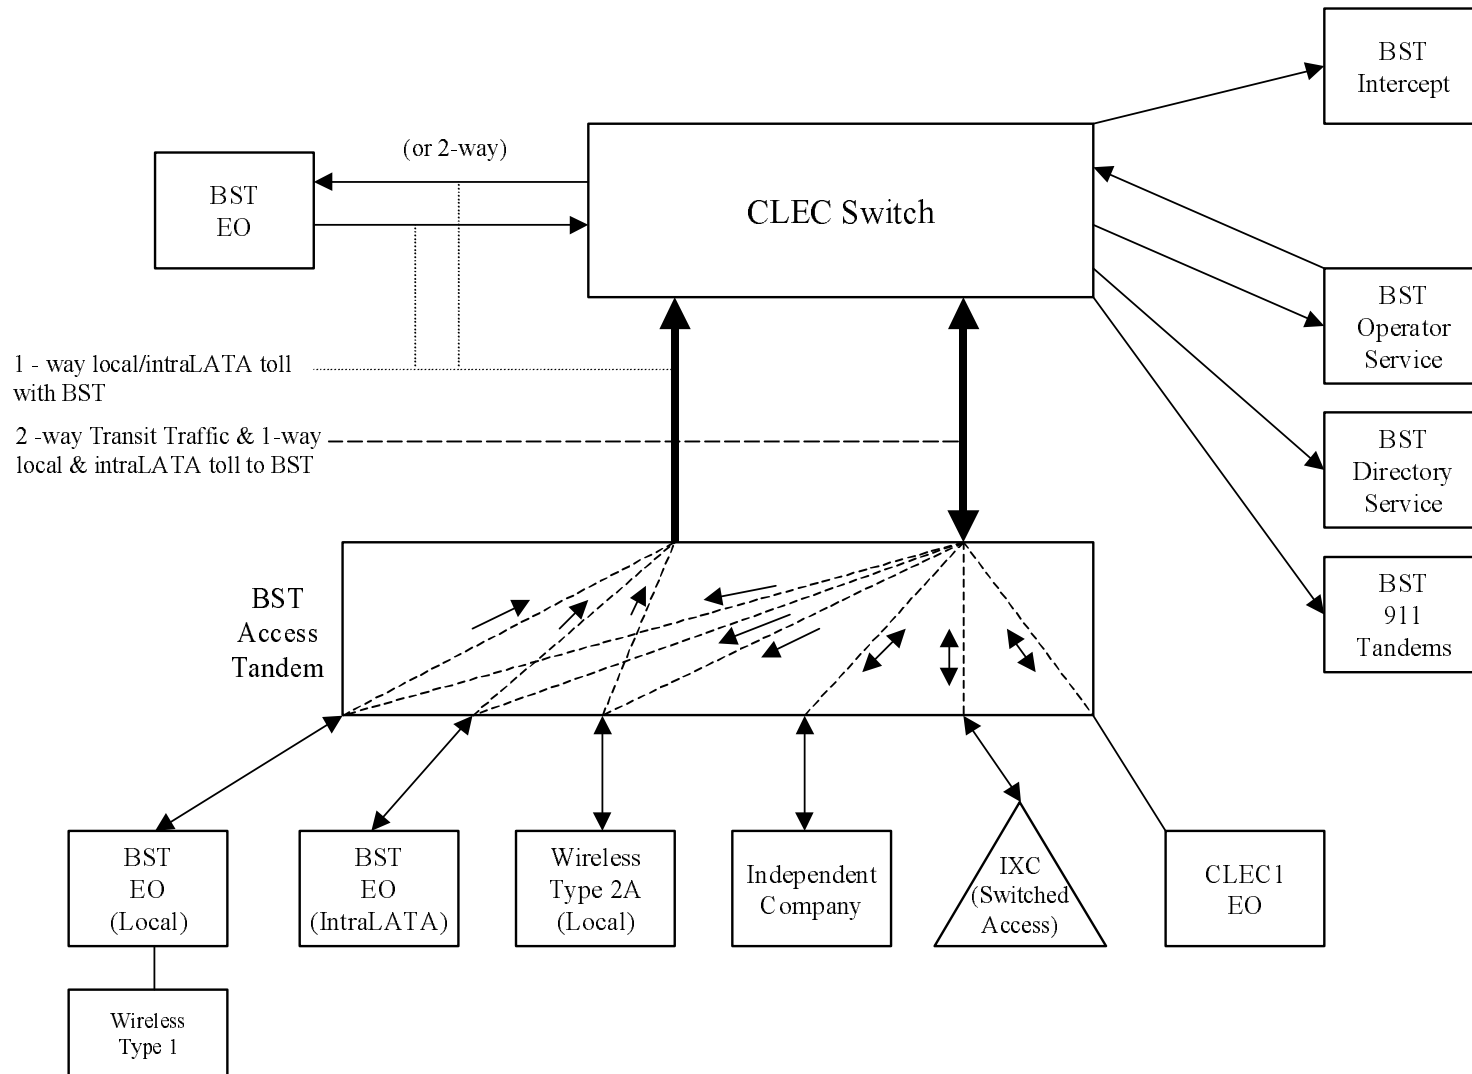 BST
Intercept
(or 2-way)
BST
EO
CLEC Switch
BST
Operator
Service
1 - way local/intraLATA toll
with BST
2 -way Transit Traffic & 1-way
local & intraLATA toll to BST
BST
Directory
Service
BST
911
Tandems
BST
Access
Tandem
BST
EO
(Local)
BST
EO
(IntraLATA)
Wireless
Type 2A
(Local)
Independent
Company
IXC
(Switched
Access)
CLEC1
EO
Wireless
Type 1